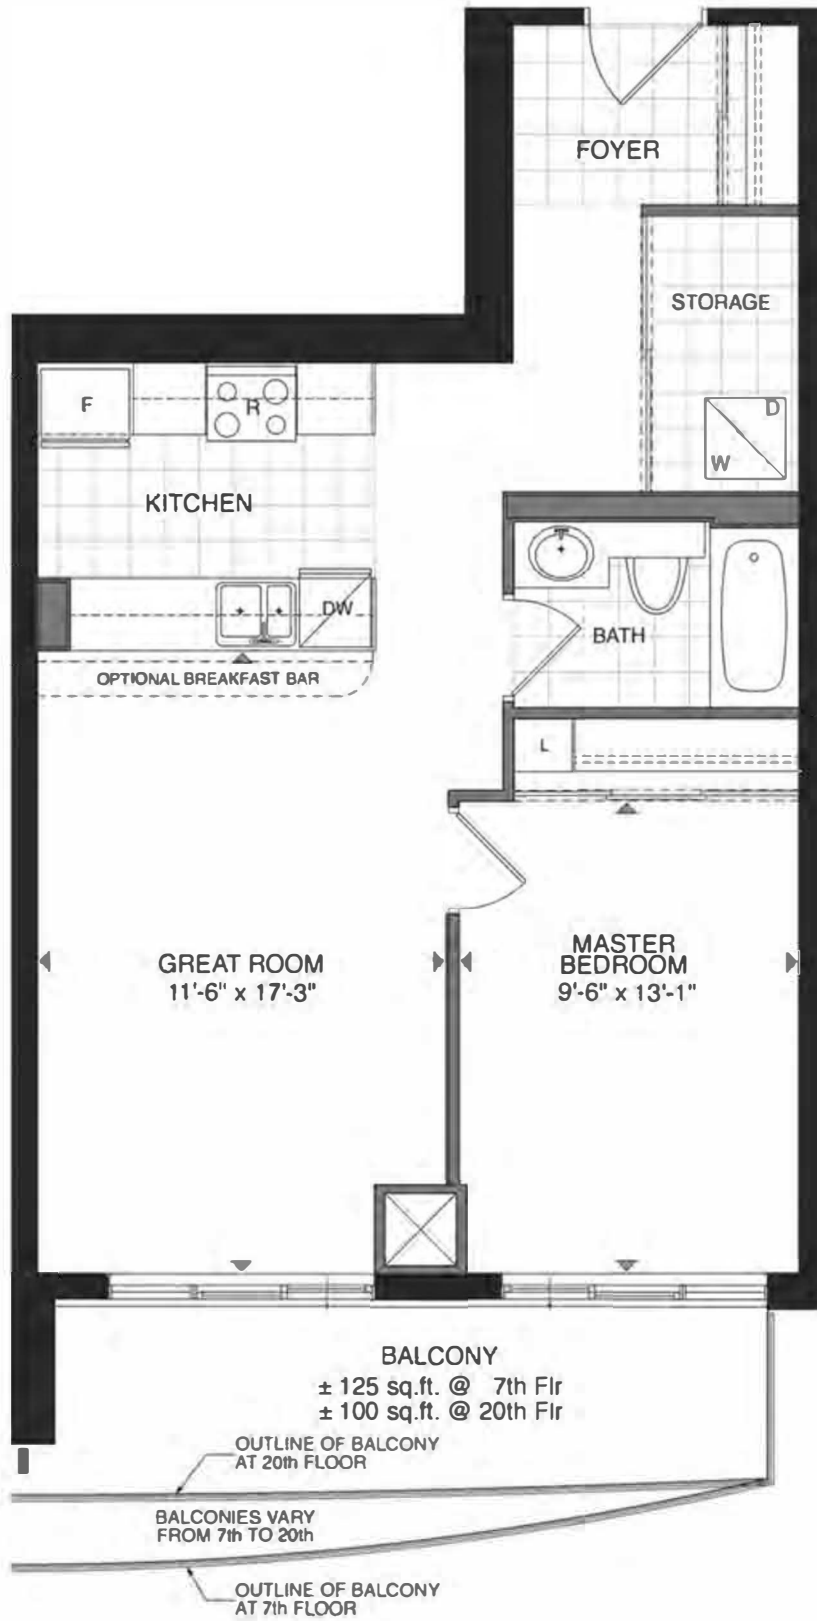 FOYER
STORAGE
D
W
F
R
KITCHEN
DW
BATH
OPTIONAL BREAKFAST BAR
L
GREAT ROOM
11'-6" x 17'-3"
MASTER
BEDROOM
9'-6" x 13'-1"
BALCONY
± 125 sq.ft. @ 7th Flr
± 100 sq.ft. @ 20th Flr
OUTLINE OF BALCONY
AT 20th FLOOR
BALCONIES VARY
FROM 7th TO 20th
OUTLINE OF BALCONY
AT 7th FLOOR